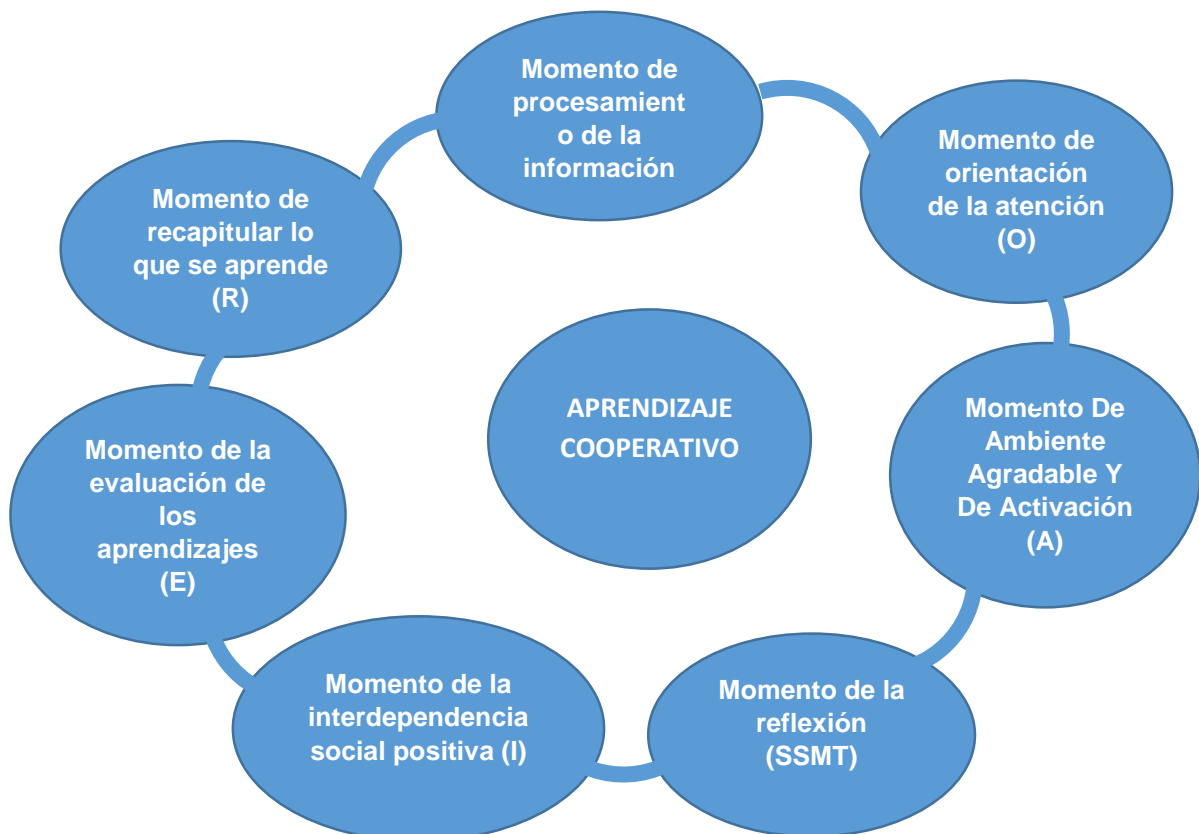 Momento de
procesamient
o de la
información
Momento de
orientación
de la atención
(O)
Momento De
Ambiente
Agradable Y
De Activación
(A)
Momento de la
reflexión
(SSMT)
Momento de la
interdependencia
social positiva (I)
Momento de la
evaluación de
los
aprendizajes
(E)
Momento de
recapitular lo
que se aprende
(R)
APRENDIZAJE
COOPERATIVO